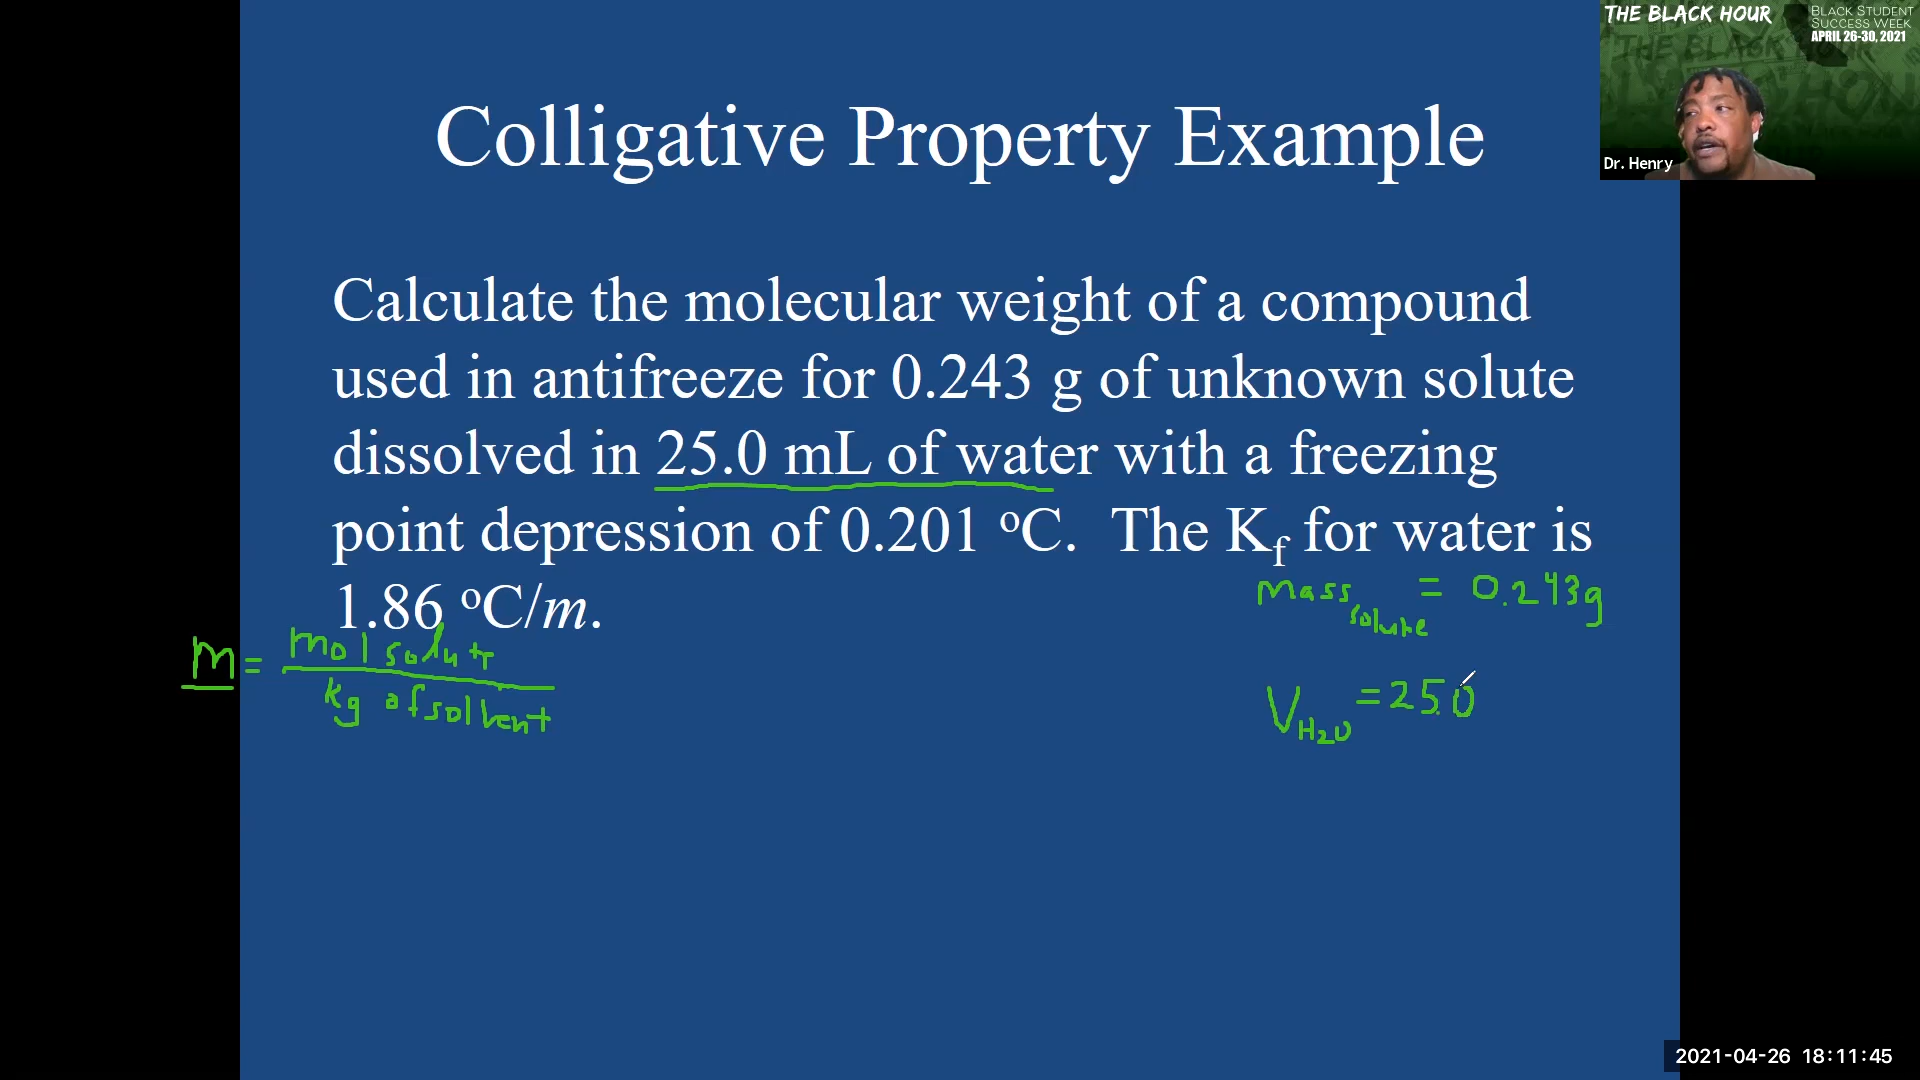 THE BLACK HOUR
BLACK STUDENT
SUCCESS WEEK
APRIL 26-30, 2021
Dr. Henry
Colligative Property Example
Calculate the molecular weight of a compound
used in antifreeze for 0.243 g of unknown solute
dissolved in 25.0 mL of water with a freezing
point depression of 0.201 °C. The Kf for water is
1.86 °C/m.
mass solute = 0.243g
m = mol solute
kg of solvent
V H2O = 25.0
2021-04-26 18:11:45